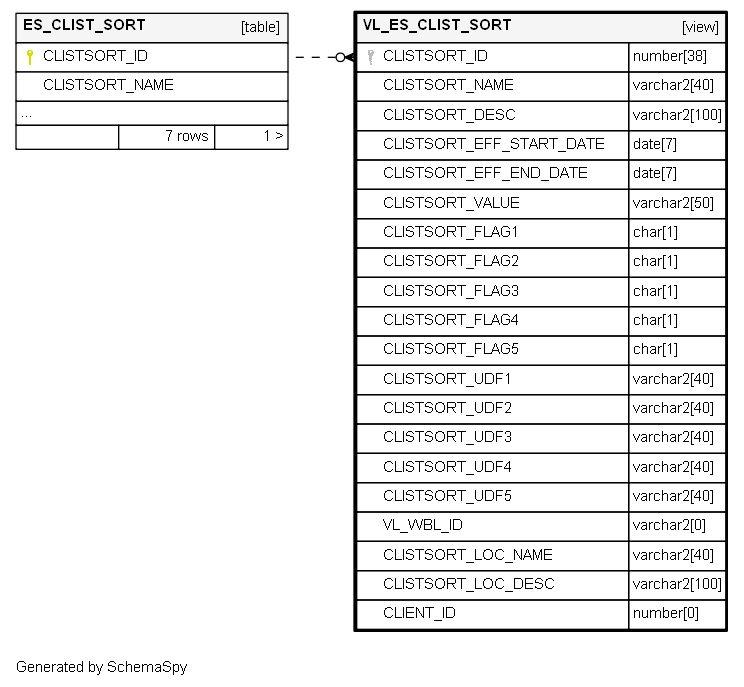 ES_CLIST_SORT [table]
CLISTSORT_ID
CLISTSORT_NAME
...
7 rows 1 >
VL_ES_CLIST_SORT [view]
CLISTSORT_ID number[38]
CLISTSORT_NAME varchar2[40]
CLISTSORT_DESC varchar2[100]
CLISTSORT_EFF_START_DATE date[7]
CLISTSORT_EFF_END_DATE date[7]
CLISTSORT_VALUE varchar2[50]
CLISTSORT_FLAG1 char[1]
CLISTSORT_FLAG2 char[1]
CLISTSORT_FLAG3 char[1]
CLISTSORT_FLAG4 char[1]
CLISTSORT_FLAG5 char[1]
CLISTSORT_UDF1 varchar2[40]
CLISTSORT_UDF2 varchar2[40]
CLISTSORT_UDF3 varchar2[40]
CLISTSORT_UDF4 varchar2[40]
CLISTSORT_UDF5 varchar2[40]
VL_WBL_ID varchar2[0]
CLISTSORT_LOC_NAME varchar2[40]
CLISTSORT_LOC_DESC varchar2[100]
CLIENT_ID number[0]
Generated by SchemaSpy